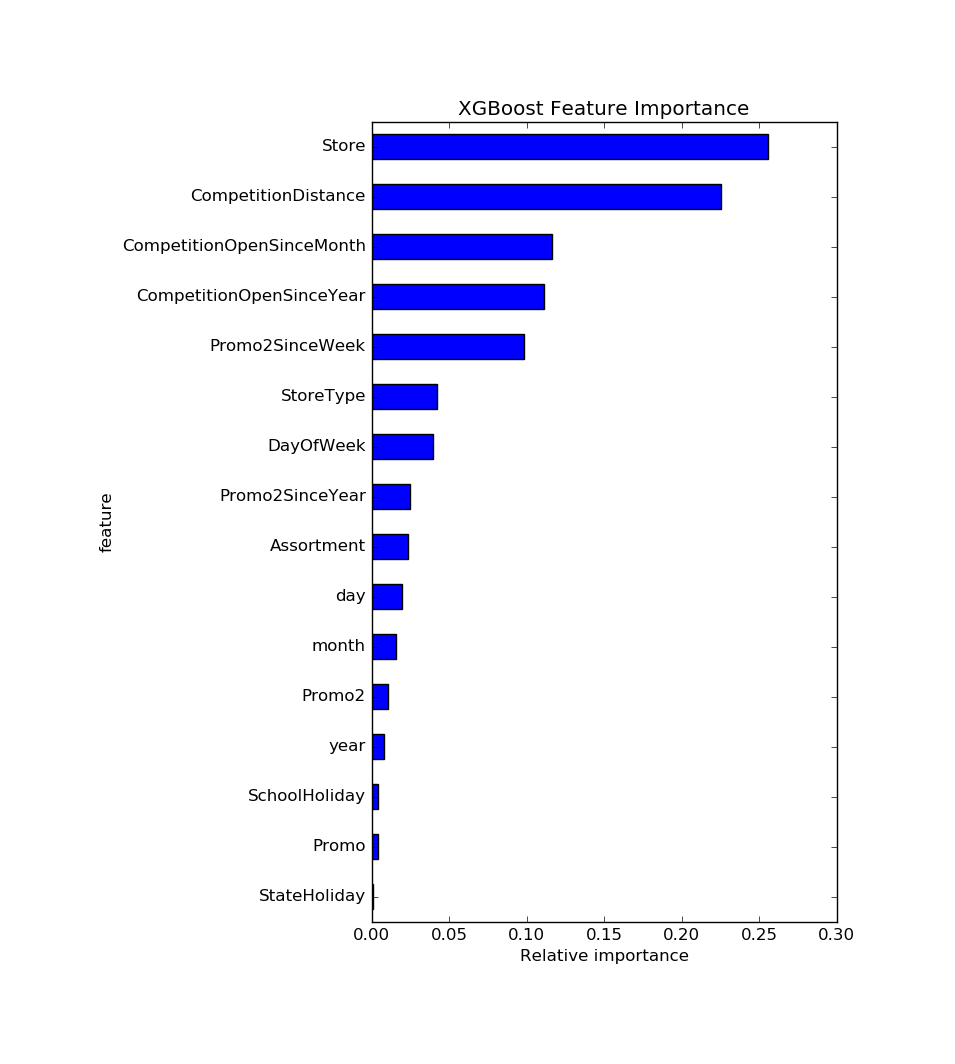 XGBoost Feature Importance
Store
CompetitionDistance
CompetitionOpenSinceMonth
CompetitionOpenSinceYear
Promo2SinceWeek
StoreType
DayOfWeek
Promo2SinceYear
feature
Assortment
day
month
Promo2
year
SchoolHoliday
Promo
StateHoliday
0.00 0.05 0.10 0.15 0.20 0.25 0.30
Relative importance